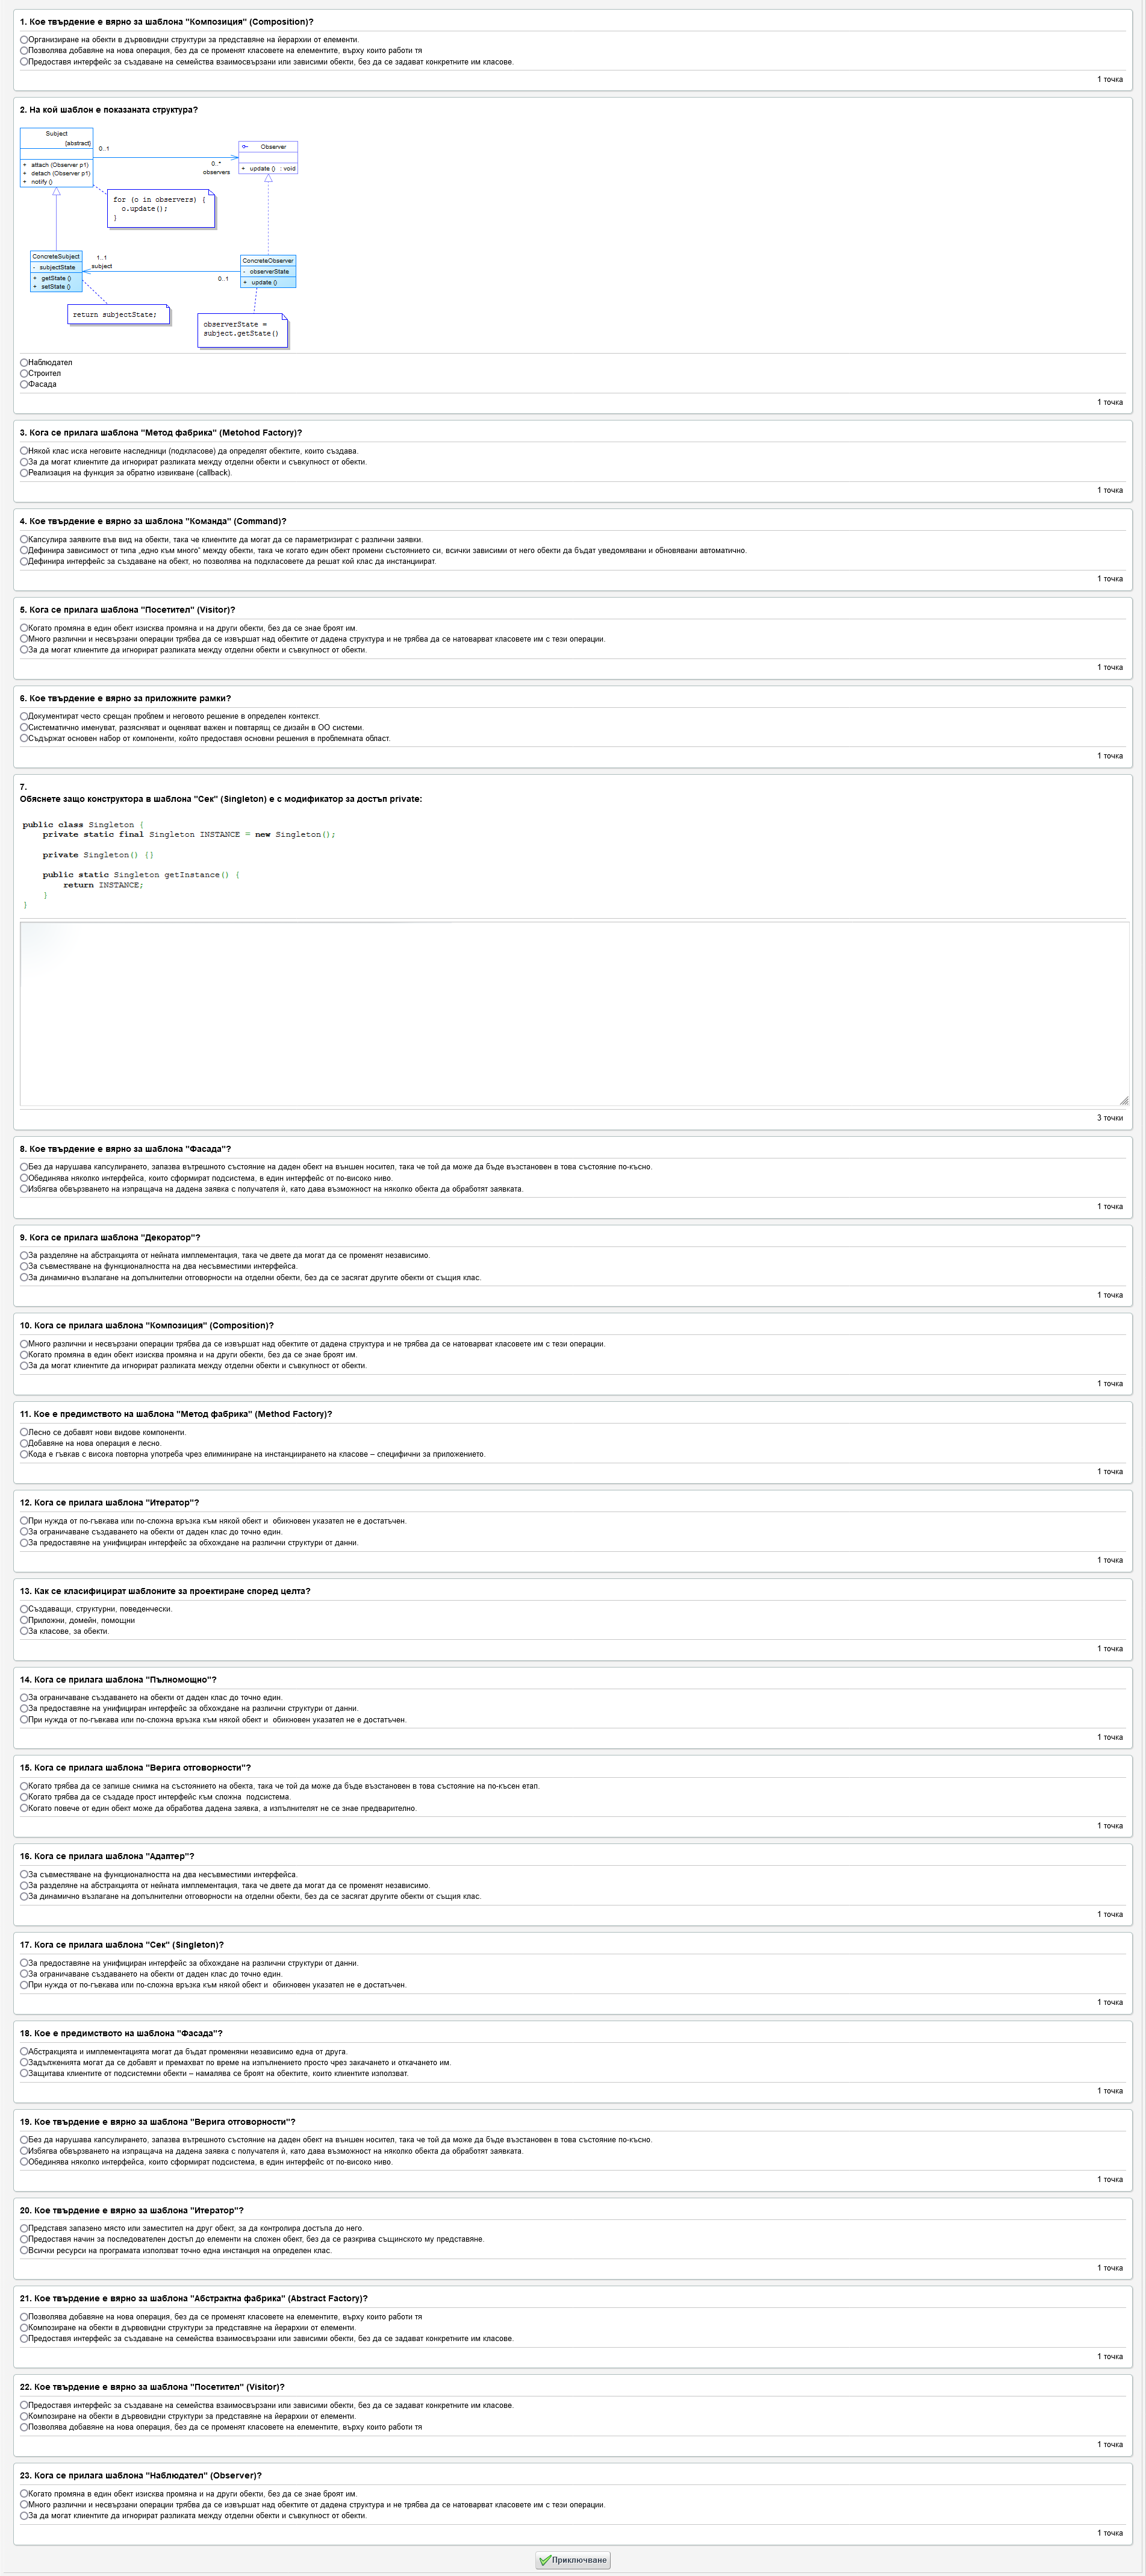 1. Кое твърдение е вярно за шаблона "Композиция" (Composition)?
Организиране на обекти в дървовидни структури за представяне на йерархии от елементи.
Позволява добавяне на нова операция, без да се променят класовете на елементите, върху които работи тя
Предоставя интерфейс за създаване на семейства взаимосвързани или зависими обекти, без да се задават конкретните им класове.
1 точка
2. На кой шаблон е показаната структура?
Subject
{abstract}
+ attach (Observer p1)
+ detach (Observer p1)
+ notify ()
0..1
0..*
observers
Observer
+ update () : void
for (o in observers) {
o.update();
}
ConcreteSubject
- subjectState
+ getState ()
+ setState ()
1..1
subject
0..1
ConcreteObserver
- observerState
+ update ()
return subjectState;
observerState =
subject.getState()
Наблюдател
Строител
Фасада
1 точка
3. Кога се прилага шаблона "Метод фабрика" (Metohod Factory)?
Някой клас иска неговите наследници (подкласове) да определят обектите, които създава.
За да могат клиентите да игнорират разликата между отделни обекти и съвкупност от обекти.
Реализация на функция за обратно извикване (callback).
1 точка
4. Кое твърдение е вярно за шаблона "Команда" (Command)?
Капсулира заявките във вид на обекти, така че клиентите да могат да се параметризират с различни заявки.
Дефинира зависимост от типа „едно към много“ между обекти, така че когато един обект промени състоянието си, всички зависими от него обекти да бъдат уведомявани и обновявани автоматично.
Дефинира интерфейс за създаване на обект, но позволява на подкласовете да решат кой клас да инстанциират.
1 точка
5. Кога се прилага шаблона "Посетител" (Visitor)?
Когато промяна в един обект изисква промяна и на други обекти, без да се знае броят им.
Много различни и несвързани операции трябва да се извършат над обектите от дадена структура и не трябва да се натоварват класовете им с тези операции.
За да могат клиентите да игнорират разликата между отделни обекти и съвкупност от обекти.
1 точка
6. Кое твърдение е вярно за приложните рамки?
Документират често срещан проблем и неговото решение в определен контекст.
Систематично именуват, разясняват и оценяват важен и повтарящ се дизайн в ОО системи.
Съдържат основен набор от компоненти, който предоставя основни решения в проблемната област.
1 точка
7.
Обяснете защо конструктора в шаблона "Сек" (Singleton) е с модификатор за достъп private:
public class Singleton {
private static final Singleton INSTANCE = new Singleton();
private Singleton() {}
public static Singleton getInstance() {
return INSTANCE;
}
}
3 точки
8. Кое твърдение е вярно за шаблона "Фасада"?
Без да нарушава капсулирането, запазва вътрешното състояние на даден обект на външен носител, така че той да може да бъде възстановен в това състояние по-късно.
Обединява няколко интерфейса, които сформират подсистема, в един интерфейс от по-високо ниво.
Избягва обвързването на изпращача на дадена заявка с получателя ѝ, като дава възможност на няколко обекта да обработят заявката.
1 точка
9. Кога се прилага шаблона "Декоратор"?
За разделяне на абстракцията от нейната имплементация, така че двете да могат да се променят независимо.
За съвместяване на функционалността на два несъвместими интерфейса.
За динамично възлагане на допълнителни отговорности на отделни обекти, без да се засягат другите обекти от същия клас.
1 точка
10. Кога се прилага шаблона "Композиция" (Composition)?
Много различни и несвързани операции трябва да се извършат над обектите от дадена структура и не трябва да се натоварват класовете им с тези операции.
Когато промяна в един обект изисква промяна и на други обекти, без да се знае броят им.
За да могат клиентите да игнорират разликата между отделни обекти и съвкупност от обекти.
1 точка
11. Кое е предимството на шаблона "Метод фабрика" (Method Factory)?
Лесно се добавят нови видове компоненти.
Добавяне на нова операция е лесно.
Кода е гъвкав с висока повторна употреба чрез елиминиране на инстанциирането на класове – специфични за приложението.
1 точка
12. Кога се прилага шаблона "Итератор"?
При нужда от по-гъвкава или по-сложна връзка към някой обект и обикновен указател не е достатъчен.
За ограничаване създаването на обекти от даден клас до точно един.
За предоставяне на унифициран интерфейс за обхождане на различни структури от данни.
1 точка
13. Как се класифицират шаблоните за проектиране според целта?
Създаващи, структурни, поведенчески.
Приложни, домейн, помощни
За класове, за обекти.
1 точка
14. Кога се прилага шаблона "Пълномощно"?
За ограничаване създаването на обекти от даден клас до точно един.
За предоставяне на унифициран интерфейс за обхождане на различни структури от данни.
При нужда от по-гъвкава или по-сложна връзка към някой обект и обикновен указател не е достатъчен.
1 точка
15. Кога се прилага шаблона "Верига отговорности"?
Когато трябва да се запише снимка на състоянието на обекта, така че той да може да бъде възстановен в това състояние на по-късен етап.
Когато трябва да се създаде прост интерфейс към сложна подсистема.
Когато повече от един обект може да обработва дадена заявка, а изпълнителят не се знае предварително.
1 точка
16. Кога се прилага шаблона "Адаптер"?
За съвместяване на функционалността на два несъвместими интерфейса.
За разделяне на абстракцията от нейната имплементация, така че двете да могат да се променят независимо.
За динамично възлагане на допълнителни отговорности на отделни обекти, без да се засягат другите обекти от същия клас.
1 точка
17. Кога се прилага шаблона "Сек" (Singleton)?
За предоставяне на унифициран интерфейс за обхождане на различни структури от данни.
За ограничаване създаването на обекти от даден клас до точно един.
При нужда от по-гъвкава или по-сложна връзка към някой обект и обикновен указател не е достатъчен.
1 точка
18. Кое е предимството на шаблона "Фасада"?
Абстракцията и имплементацията могат да бъдат променяни независимо една от друга.
Задълженията могат да се добавят и премахват по време на изпълнението просто чрез закачането и откачането им.
Защитава клиентите от подсистемни обекти – намалява се броят на обектите, които клиентите използват.
1 точка
19. Кое твърдение е вярно за шаблона "Верига отговорности"?
Без да нарушава капсулирането, запазва вътрешното състояние на даден обект на външен носител, така че той да може да бъде възстановен в това състояние по-късно.
Избягва обвързването на изпращача на дадена заявка с получателя ѝ, като дава възможност на няколко обекта да обработят заявката.
Обединява няколко интерфейса, които сформират подсистема, в един интерфейс от по-високо ниво.
1 точка
20. Кое твърдение е вярно за шаблона "Итератор"?
Представя запазено място или заместител на друг обект, за да контролира достъпа до него.
Предоставя начин за последователен достъп до елементи на сложен обект, без да се разкрива същинското му представяне.
Всички ресурси на програмата използват точно една инстанция на определен клас.
1 точка
21. Кое твърдение е вярно за шаблона "Абстрактна фабрика" (Abstract Factory)?
Позволява добавяне на нова операция, без да се променят класовете на елементите, върху които работи тя
Композиране на обекти в дървовидни структури за представяне на йерархии от елементи.
Предоставя интерфейс за създаване на семейства взаимосвързани или зависими обекти, без да се задават конкретните им класове.
1 точка
22. Кое твърдение е вярно за шаблона "Посетител" (Visitor)?
Предоставя интерфейс за създаване на семейства взаимосвързани или зависими обекти, без да се задават конкретните им класове.
Композиране на обекти в дървовидни структури за представяне на йерархии от елементи.
Позволява добавяне на нова операция, без да се променят класовете на елементите, върху които работи тя
1 точка
23. Кога се прилага шаблона "Наблюдател" (Observer)?
Когато промяна в един обект изисква промяна и на други обекти, без да се знае броят им.
Много различни и несвързани операции трябва да се извършат над обектите от дадена структура и не трябва да се натоварват класовете им с тези операции.
За да могат клиентите да игнорират разликата между отделни обекти и съвкупност от обекти.
1 точка
Приключване